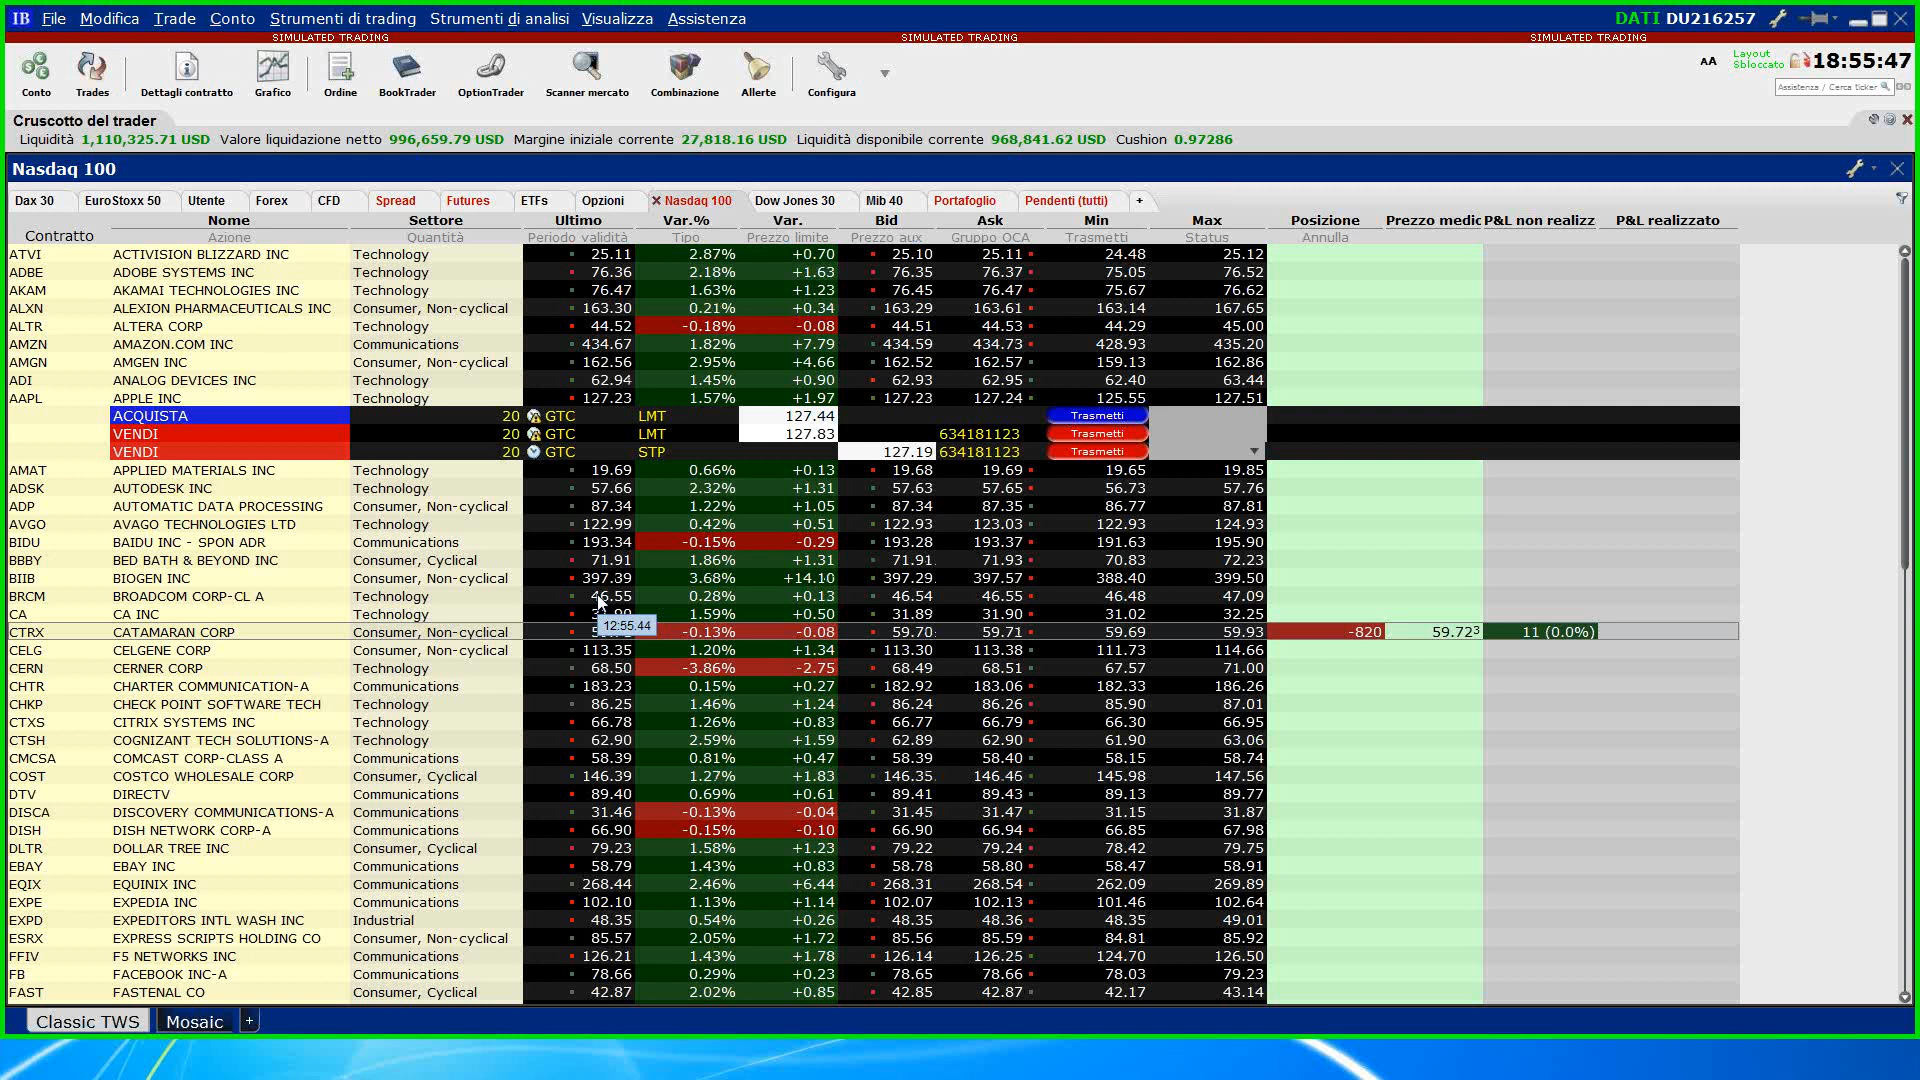 IB File Modifica Trade Conto Strumenti di trading Strumenti di analisi Visualizza Assistenza DATI DU216257
SIMULATED TRADING SIMULATED TRADING SIMULATED TRADING
Conto Trades Dettagli contratto Grafico Ordine BookTrader OptionTrader Scanner mercato Combinazione Allerte Configura
AA Layout Sbloccato 18:55:47
Assistenza / Cerca ticker
Cruscotto del trader
Liquidità 1,110,325.71 USD Valore liquidazione netto 996,659.79 USD Margine iniziale corrente 27,818.16 USD Liquidità disponibile corrente 968,841.62 USD Cushion 0.97286
Nasdaq 100
Dax 30 EuroStoxx 50 Utente Forex CFD Spread Futures ETFs Opzioni Nasdaq 100 Dow Jones 30 Mib 40 Portafoglio Pendenti (tutti) +
Contratto Nome Settore Ultimo Var.% Var. Bid Ask Min Max Posizione Prezzo medic P&L non realizz P&L realizzato
Azione Quantità Periodo validità Tipo Prezzo limite Prezzo aux Gruppo OCA Trasmetti Status Annulla
ATVI ACTIVISION BLIZZARD INC Technology 25.11 2.87% +0.70 25.10 25.11 24.48 25.12
ADBE ADOBE SYSTEMS INC Technology 76.36 2.18% +1.63 76.35 76.37 75.05 76.52
AKAM AKAMAI TECHNOLOGIES INC Technology 76.47 1.63% +1.23 76.45 76.47 75.67 76.62
ALXN ALEXION PHARMACEUTICALS INC Consumer, Non-cyclical 163.30 0.21% +0.34 163.29 163.61 163.14 167.65
ALTR ALTERA CORP Technology 44.52 -0.18% -0.08 44.51 44.53 44.29 45.00
AMZN AMAZON.COM INC Communications 434.67 1.82% +7.79 434.59 434.73 428.93 435.20
AMGN AMGEN INC Consumer, Non-cyclical 162.56 2.95% +4.66 162.52 162.57 159.13 162.86
ADI ANALOG DEVICES INC Technology 62.94 1.45% +0.90 62.93 62.95 62.40 63.44
AAPL APPLE INC Technology 127.23 1.57% +1.97 127.23 127.24 125.55 127.51
ACQUISTA 20 GTC LMT 127.44 Trasmetti
VENDI 20 GTC LMT 127.83 634181123 Trasmetti
VENDI 20 GTC STP 127.19 634181123 Trasmetti
AMAT APPLIED MATERIALS INC Technology 19.69 0.66% +0.13 19.68 19.69 19.65 19.85
ADSK AUTODESK INC Technology 57.66 2.32% +1.31 57.63 57.65 56.73 57.76
ADP AUTOMATIC DATA PROCESSING Consumer, Non-cyclical 87.34 1.22% +1.05 87.34 87.35 86.77 87.81
AVGO AVAGO TECHNOLOGIES LTD Technology 122.99 0.42% +0.51 122.93 123.03 122.93 124.93
BIDU BAIDU INC - SPON ADR Communications 193.34 -0.15% -0.29 193.28 193.37 191.63 195.90
BBBY BED BATH & BEYOND INC Consumer, Cyclical 71.91 1.86% +1.31 71.91 71.93 70.83 72.23
BIIB BIOGEN INC Consumer, Non-cyclical 397.39 3.68% +14.10 397.29 397.57 388.40 399.50
BRCM BROADCOM CORP-CL A Technology 46.55 0.28% +0.13 46.54 46.55 46.48 47.09
CA CA INC Technology 1.59% +0.50 31.89 31.90 31.02 32.25
12:55.44
CTRX CATAMARAN CORP Consumer, Non-cyclical -0.13% -0.08 59.70 59.71 59.69 59.93 -820 59.72³ 11 (0.0%)
CELG CELGENE CORP Consumer, Non-cyclical 113.35 1.20% +1.34 113.30 113.38 111.73 114.66
CERN CERNER CORP Technology 68.50 -3.86% -2.75 68.49 68.51 67.57 71.00
CHTR CHARTER COMMUNICATION-A Communications 183.23 0.15% +0.27 182.92 183.06 182.33 186.26
CHKP CHECK POINT SOFTWARE TECH Technology 86.25 1.46% +1.24 86.24 86.26 85.90 87.01
CTXS CITRIX SYSTEMS INC Technology 66.78 1.26% +0.83 66.77 66.79 66.30 66.95
CTSH COGNIZANT TECH SOLUTIONS-A Technology 62.90 2.59% +1.59 62.89 62.90 61.90 63.06
CMCSA COMCAST CORP-CLASS A Communications 58.39 0.81% +0.47 58.39 58.40 58.15 58.74
COST COSTCO WHOLESALE CORP Consumer, Cyclical 146.39 1.27% +1.83 146.35 146.46 145.98 147.56
DTV DIRECTV Communications 89.40 0.69% +0.61 89.41 89.43 89.13 89.77
DISCA DISCOVERY COMMUNICATIONS-A Communications 31.46 -0.13% -0.04 31.45 31.47 31.15 31.87
DISH DISH NETWORK CORP-A Communications 66.90 -0.15% -0.10 66.90 66.94 66.85 67.98
DLTR DOLLAR TREE INC Consumer, Cyclical 79.23 1.58% +1.23 79.22 79.24 78.42 79.75
EBAY EBAY INC Communications 58.79 1.43% +0.83 58.78 58.80 58.47 58.91
EQIX EQUINIX INC Communications 268.44 2.46% +6.44 268.31 268.54 262.09 269.89
EXPE EXPEDIA INC Communications 102.10 1.13% +1.14 102.07 102.13 101.46 102.64
EXPD EXPEDITORS INTL WASH INC Industrial 48.35 0.54% +0.26 48.35 48.36 48.35 49.01
ESRX EXPRESS SCRIPTS HOLDING CO Consumer, Non-cyclical 85.57 2.05% +1.72 85.56 85.59 84.81 85.92
FFIV F5 NETWORKS INC Communications 126.21 1.43% +1.78 126.14 126.25 124.70 126.50
FB FACEBOOK INC-A Communications 78.66 0.29% +0.23 78.65 78.66 78.03 79.23
FAST FASTENAL CO Consumer, Cyclical 42.87 2.02% +0.85 42.85 42.87 42.17 43.14
Classic TWS Mosaic +